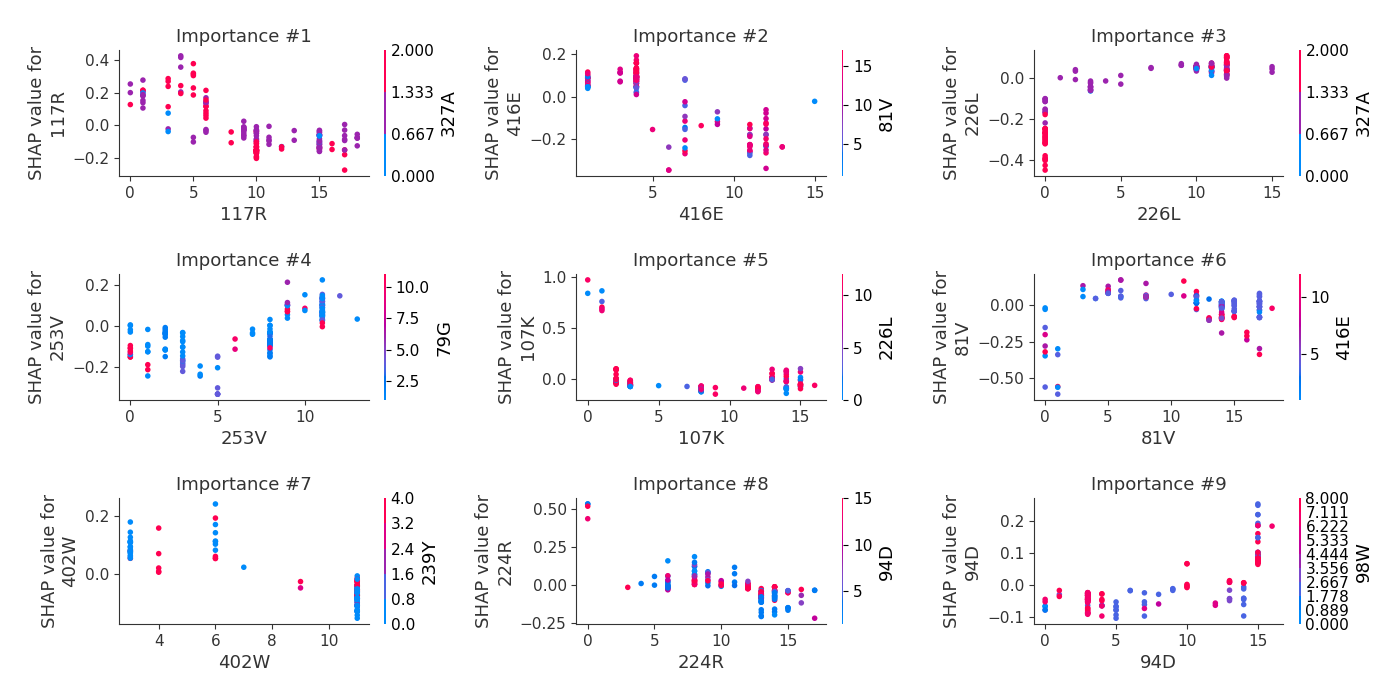 Importance #1
SHAP value for
117R
0.4
0.2
0.0
−0.2
0
5
10
15
117R
2.000
1.333
0.667
0.000
327A
Importance #2
SHAP value for
416E
0.2
0.0
−0.2
5
10
15
416E
15
10
5
81V
Importance #3
SHAP value for
226L
0.0
−0.2
−0.4
0
5
10
15
226L
2.000
1.333
0.667
0.000
327A
Importance #4
SHAP value for
253V
0.2
0.0
−0.2
0
5
10
253V
10.0
7.5
5.0
2.5
79G
Importance #5
SHAP value for
107K
1.0
0.5
0.0
0
5
10
15
107K
10
5
0
226L
Importance #6
SHAP value for
81V
0.00
−0.25
−0.50
0
5
10
15
81V
10
5
416E
Importance #7
SHAP value for
402W
0.2
0.0
4
6
8
10
402W
4.0
3.2
2.4
1.6
0.8
0.0
239Y
Importance #8
SHAP value for
224R
0.50
0.25
0.00
−0.25
0
5
10
15
224R
15
10
5
94D
Importance #9
SHAP value for
94D
0.2
0.1
0.0
−0.1
0
5
10
15
94D
8.000
7.111
6.222
5.333
4.444
3.556
2.667
1.778
0.889
0.000
98W